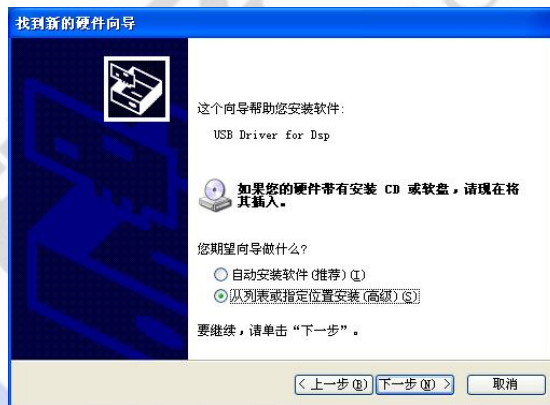 找到新的硬件向导
这个向导帮助您安装软件:
USB Driver for Dsp
如果您的硬件带有安装 CD 或软盘，请现在将
其插入。
您期望向导做什么?
自动安装软件(推荐)(I)
从列表或指定位置安装(高级)(S)
要继续，请单击“下一步”。
< 上一步(B) 下一步(N) > 取消